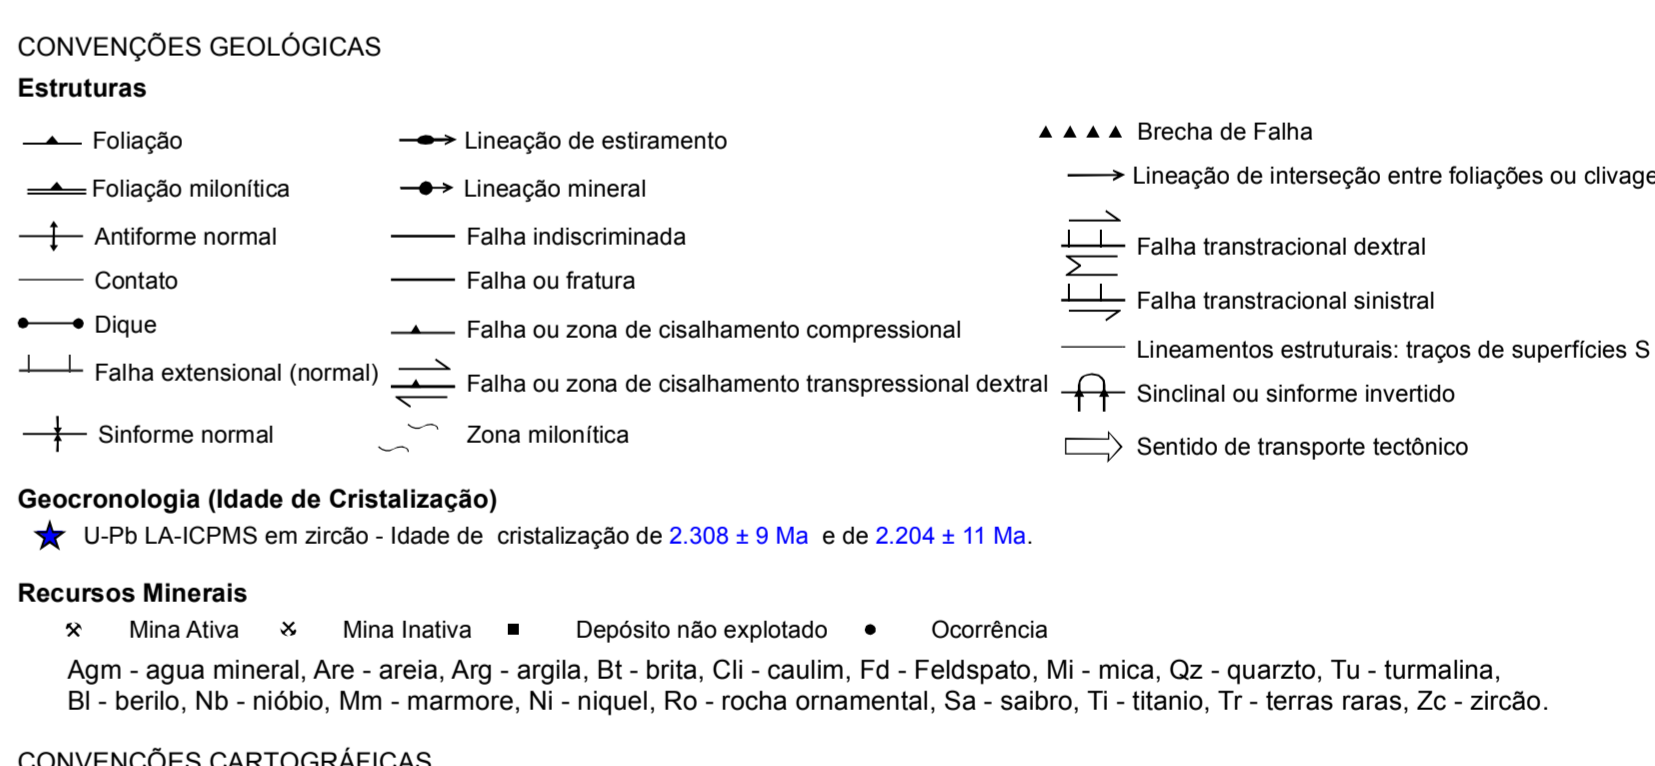 CONVENÇÕES GEOLÓGICAS
Estruturas
Foliação
Foliação milonítica
Antiforme normal
Contato
Dique
Falha extensional (normal)
Sinforme normal
Lineação de estiramento
Lineação mineral
Falha indiscriminada
Falha ou fratura
Falha ou zona de cisalhamento compressional
Falha ou zona de cisalhamento transpressional dextral
Zona milonítica
Brecha de Falha
Lineação de interseção entre foliações ou clivage
Falha transtracional dextral
Falha transtracional sinistral
Lineamentos estruturais: traços de superfícies S
Sinclinal ou sinforme invertido
Sentido de transporte tectônico
Geocronologia (Idade de Cristalização)
U-Pb LA-ICPMS em zircão - Idade de cristalização de 2.308 ± 9 Ma e de 2.204 ± 11 Ma.
Recursos Minerais
Mina Ativa Mina Inativa Depósito não explotado Ocorrência
Agm - agua mineral, Are - areia, Arg - argila, Bt - brita, Cli - caulim, Fd - Feldspato, Mi - mica, Qz - quarzto, Tu - turmalina,
Bl - berilo, Nb - nióbio, Mm - marmore, Ni - niquel, Ro - rocha ornamental, Sa - saibro, Ti - titanio, Tr - terras raras, Zc - zircão.
CONVENÇÕES CARTOGRÁFICAS